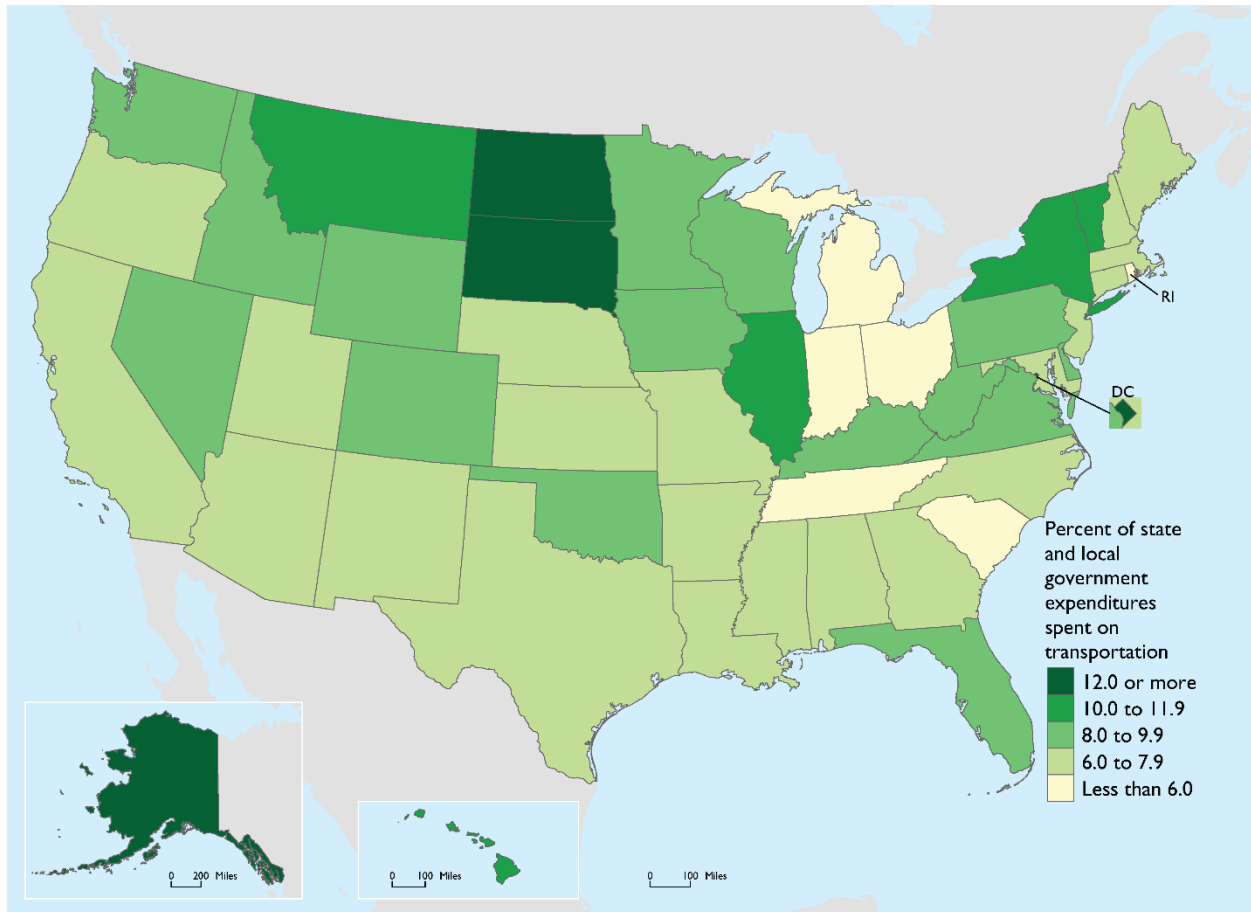 RI
DC
Percent of state
and local
government
expenditures
spent on
transportation
12.0 or more
10.0 to 11.9
8.0 to 9.9
6.0 to 7.9
Less than 6.0
0 200 Miles
0 100 Miles
0 100 Miles